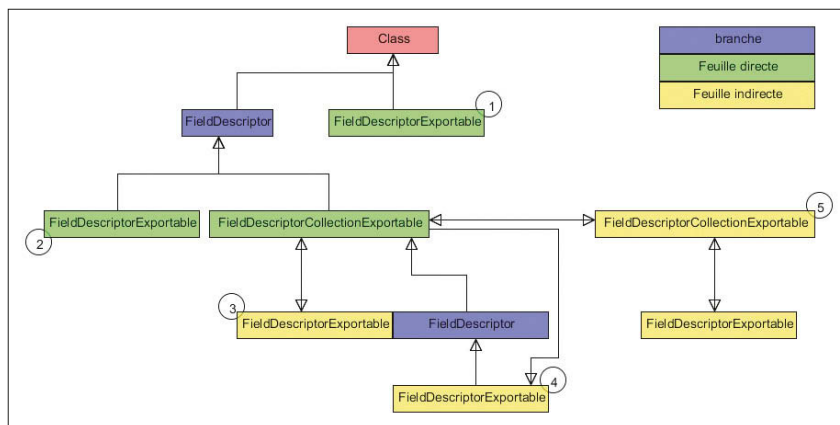 Class
branche
Feuille directe
Feuille indirecte
1
FieldDescriptor
FieldDescriptorExportable
5
FieldDescriptorExportable
FieldDescriptorCollectionExportable
FieldDescriptorCollectionExportable
2
3
FieldDescriptorExportable
FieldDescriptor
FieldDescriptorExportable
4
FieldDescriptorExportable